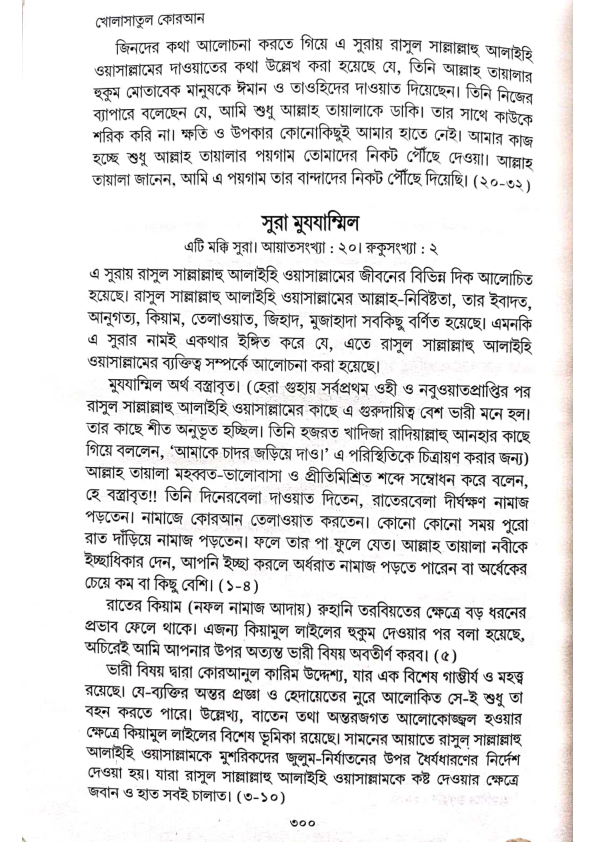 খোলাসাতুল কোরআন
জিনদের কথা আলোচনা করতে গিয়ে এ সুরায় রাসুল সাল্লাল্লাহু আলাইহি
ওয়াসাল্লামের দাওয়াতের কথা উল্লেখ করা হয়েছে যে, তিনি আল্লাহ তায়ালার
হুকুম মোতাবেক মানুষকে ঈমান ও তাওহিদের দাওয়াত দিয়েছেন। তিনি নিজের
ব্যাপারে বলেছেন যে, আমি শুধু আল্লাহ তায়ালাকে ডাকি। তার সাথে কাউকে
শরিক করি না। ক্ষতি ও উপকার কোনোকিছুই আমার হাতে নেই। আমার কাজ
হচ্ছে শুধু আল্লাহ তায়ালার পয়গাম তোমাদের নিকট পৌঁছে দেওয়া। আল্লাহ
তায়ালা জানেন, আমি এ পয়গাম তার বান্দাদের নিকট পৌঁছে দিয়েছি। (২০-৩২)
সুরা মুযযাম্মিল
এটি মক্কি সুরা। আয়াতসংখ্যা : ২০। রুকুসংখ্যা : ২
এ সুরায় রাসুল সাল্লাল্লাহু আলাইহি ওয়াসাল্লামের জীবনের বিভিন্ন দিক আলোচিত
হয়েছে। রাসুল সাল্লাল্লাহু আলাইহি ওয়াসাল্লামের আল্লাহ-নিবিষ্টতা, তার ইবাদত,
আনুগত্য, কিয়াম, তেলাওয়াত, জিহাদ, মুজাহাদা সবকিছু বর্ণিত হয়েছে। এমনকি
এ সুরার নামই একথার ইঙ্গিত করে যে, এতে রাসুল সাল্লাল্লাহু আলাইহি
ওয়াসাল্লামের ব্যক্তিত্ব সম্পর্কে আলোচনা করা হয়েছে।
মুযযাম্মিল অর্থ বস্ত্রাবৃত। (হেরা গুহায় সর্বপ্রথম ওহী ও নবুওয়াতপ্রাপ্তির পর
রাসুল সাল্লাল্লাহু আলাইহি ওয়াসাল্লামের কাছে এ গুরুদায়িত্ব বেশ ভারী মনে হল।
তার কাছে শীত অনুভূত হচ্ছিল। তিনি হজরত খাদিজা রাদিয়াল্লাহু আনহার কাছে
গিয়ে বললেন, ‘আমাকে চাদর জড়িয়ে দাও।’ এ পরিস্থিতিকে চিত্রায়ণ করার জন্য)
আল্লাহ তায়ালা মহব্বত-ভালোবাসা ও প্রীতিমিশ্রিত শব্দে সম্বোধন করে বলেন,
হে বস্ত্রাবৃত!! তিনি দিনেরবেলা দাওয়াত দিতেন, রাতেরবেলা দীর্ঘক্ষণ নামাজ
পড়তেন। নামাজে কোরআন তেলাওয়াত করতেন। কোনো কোনো সময় পুরো
রাত দাঁড়িয়ে নামাজ পড়তেন। ফলে তার পা ফুলে যেত। আল্লাহ তায়ালা নবীকে
ইচ্ছাধিকার দেন, আপনি ইচ্ছা করলে অর্ধরাত নামাজ পড়তে পারেন বা অর্ধেকের
চেয়ে কম বা কিছু বেশি। (১-৪)
রাতের কিয়াম (নফল নামাজ আদায়) রুহানি তরবিয়তের ক্ষেত্রে বড় ধরনের
প্রভাব ফেলে থাকে। এজন্য কিয়ামুল লাইলের হুকুম দেওয়ার পর বলা হয়েছে,
অচিরেই আমি আপনার উপর অত্যন্ত ভারী বিষয় অবতীর্ণ করব। (৫)
ভারী বিষয় দ্বারা কোরআনুল কারিম উদ্দেশ্য, যার এক বিশেষ গাম্ভীর্য ও মহত্ত্ব
রয়েছে। যে-ব্যক্তির অন্তর প্রজ্ঞা ও হেদায়েতের নুরে আলোকিত সে-ই শুধু তা
বহন করতে পারে। উল্লেখ্য, বাতেন তথা অন্তরজগত আলোকোজ্জ্বল হওয়ার
ক্ষেত্রে কিয়ামুল লাইলের বিশেষ ভূমিকা রয়েছে। সামনের আয়াতে রাসুল সাল্লাল্লাহু
আলাইহি ওয়াসাল্লামকে মুশরিকদের জুলুম-নির্যাতনের উপর ধৈর্যধারণের নির্দেশ
দেওয়া হয়। যারা রাসুল সাল্লাল্লাহু আলাইহি ওয়াসাল্লামকে কষ্ট দেওয়ার ক্ষেত্রে
জবান ও হাত সবই চালাত। (৩-১০)
৩০০